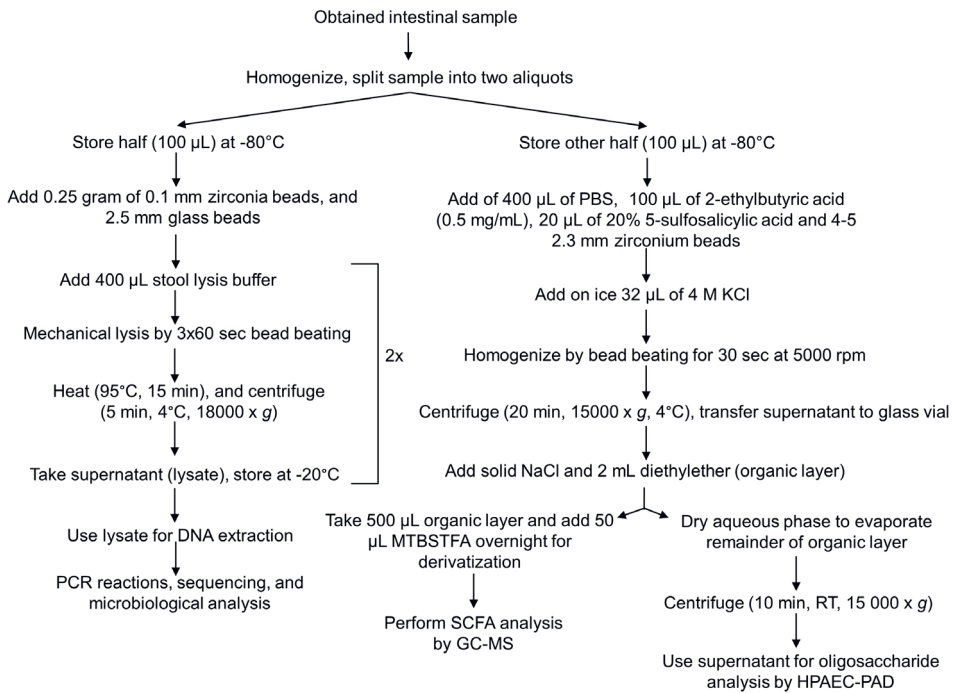 Obtained intestinal sample
Homogenize, split sample into two aliquots
Store half (100 µL) at -80°C
Add 0.25 gram of 0.1 mm zirconia beads, and
2.5 mm glass beads
Add 400 µL stool lysis buffer
Mechanical lysis by 3x60 sec bead beating
2x
Heat (95°C, 15 min), and centrifuge
(5 min, 4°C, 18000 x g)
Take supernatant (lysate), store at -20°C
Use lysate for DNA extraction
PCR reactions, sequencing, and
microbiological analysis
Store other half (100 µL) at -80°C
Add of 400 µL of PBS, 100 µL of 2-ethylbutyric acid
(0.5 mg/mL), 20 µL of 20% 5-sulfosalicylic acid and 4-5
2.3 mm zirconium beads
Add on ice 32 µL of 4 M KCl
Homogenize by bead beating for 30 sec at 5000 rpm
Centrifuge (20 min, 15000 x g, 4°C), transfer supernatant to glass vial
Add solid NaCl and 2 mL diethylether (organic layer)
Take 500 µL organic layer and add 50
µL MTBSTFA overnight for
derivatization
Perform SCFA analysis
by GC-MS
Dry aqueous phase to evaporate
remainder of organic layer
Centrifuge (10 min, RT, 15 000 x g)
Use supernatant for oligosaccharide
analysis by HPAEC-PAD